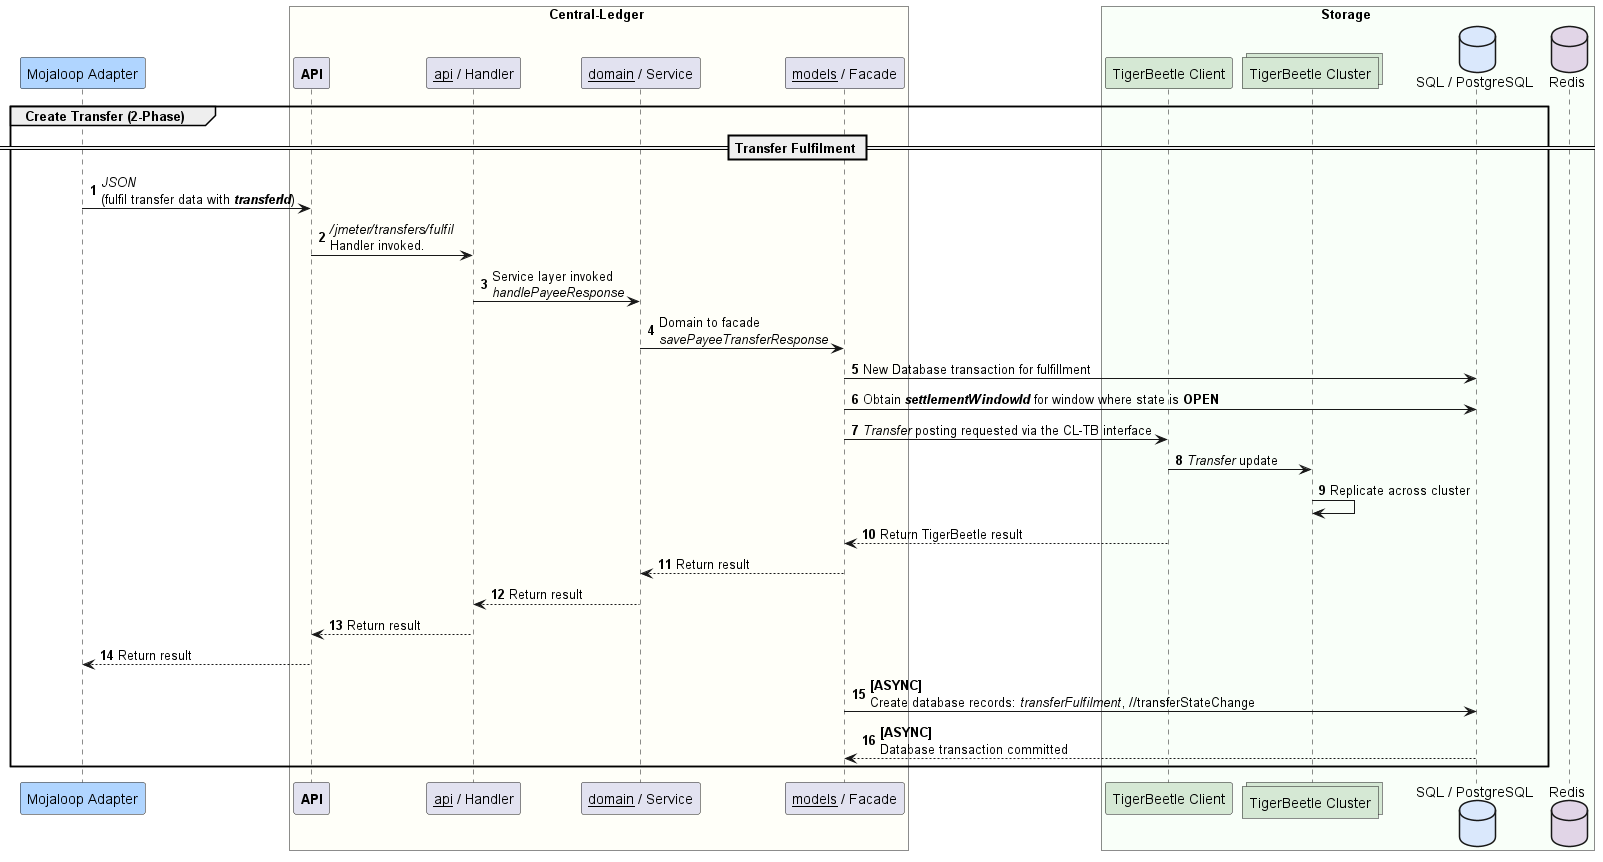 Central-Ledger
Storage
Mojaloop Adapter
API
api / Handler
domain / Service
models / Facade
TigerBeetle Client
TigerBeetle Cluster
SQL / PostgreSQL
Redis
Create Transfer (2-Phase)
Transfer Fulfilment
1 JSON
(fulfil transfer data with transferId)
2 /jmeter/transfers/fulfil
Handler invoked.
3 Service layer invoked
handlePayeeResponse
4 Domain to facade
savePayeeTransferResponse
5 New Database transaction for fulfillment
6 Obtain settlementWindowId for window where state is OPEN
7 Transfer posting requested via the CL-TB interface
8 Transfer update
9 Replicate across cluster
10 Return TigerBeetle result
11 Return result
12 Return result
13 Return result
14 Return result
15 [ASYNC]
Create database records: transferFulfilment, //transferStateChange
16 [ASYNC]
Database transaction committed
Mojaloop Adapter
API
api / Handler
domain / Service
models / Facade
TigerBeetle Client
TigerBeetle Cluster
SQL / PostgreSQL
Redis